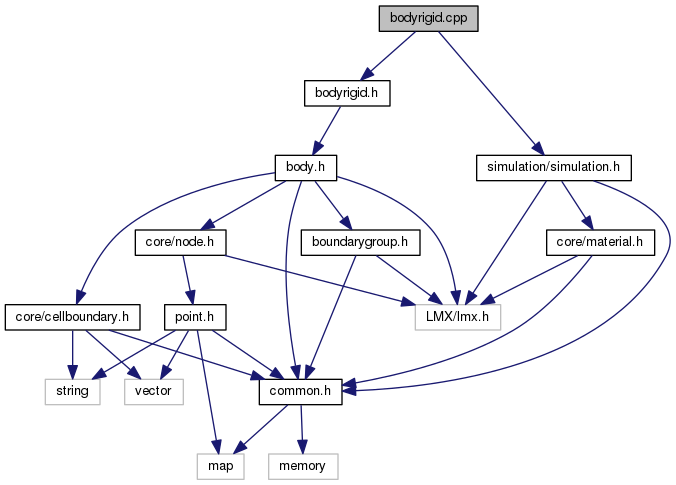 bodyrigid.cpp
bodyrigid.h
body.h
simulation/simulation.h
core/node.h
boundarygroup.h
core/material.h
core/cellboundary.h
point.h
LMX/lmx.h
string
vector
common.h
map
memory